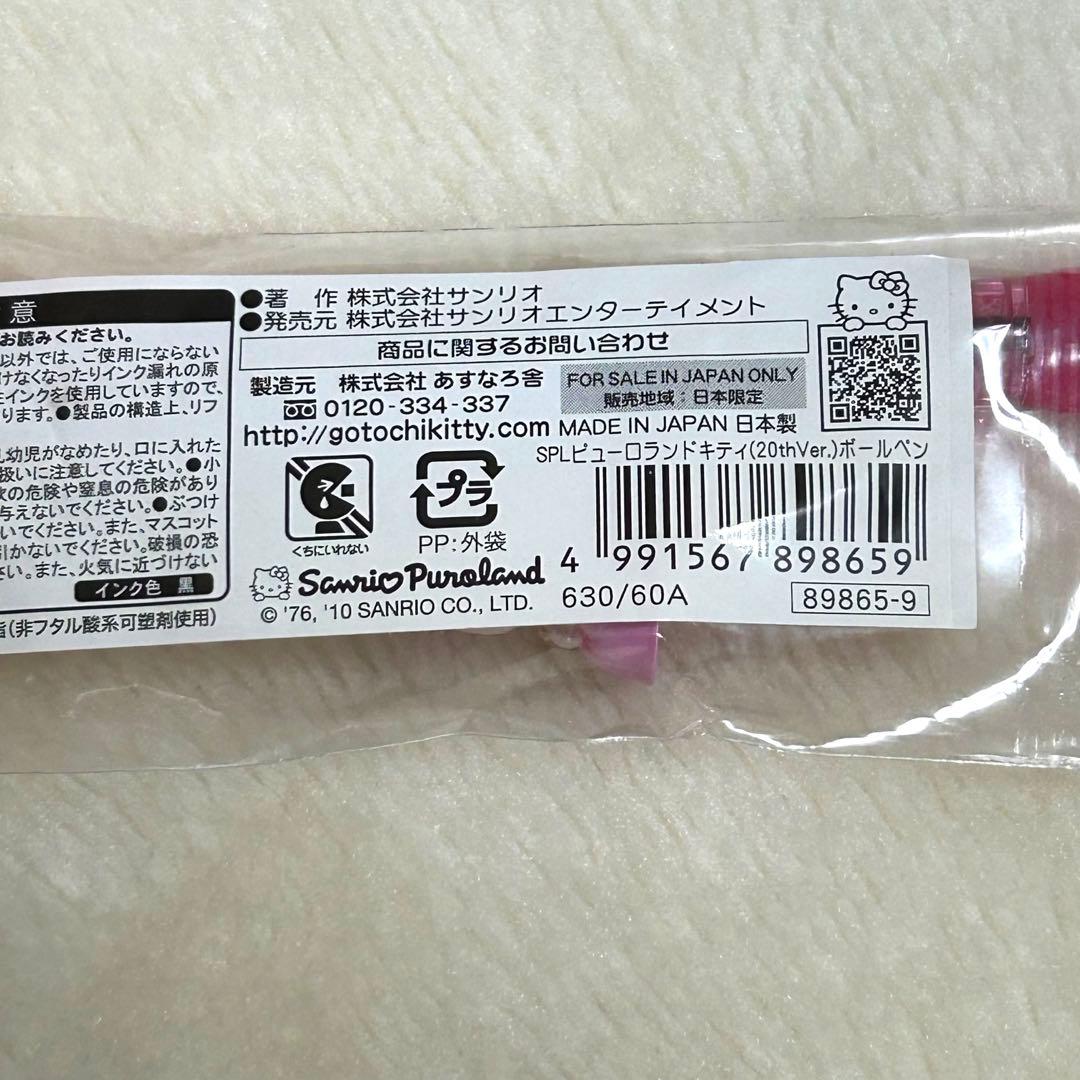 意
お読みください。
以外では、ご使用にならない
けなくなったりインク漏れの原
インクを使用していますので、
ります。●製品の構造上、リフ
幼児がなめたり、口に入れた
扱いに注意してください。●小
の危険や窒息の危険があり
与えないでください。●ぶつけ
いでください。また、マスコット
引かないでください。破損の恐
。また、火気に近づけない
インク色 黒
(非フタル酸系可塑剤使用)
●著 作 株式会社サンリオ
●発売元 株式会社サンリオエンターテイメント
商品に関するお問い合わせ
製造元 株式会社 あすなろ舎
0120-334-337
http://gotochikitty.com
FOR SALE IN JAPAN ONLY
販売地域：日本限定
MADE IN JAPAN 日本製
SPLピューロランドキティ(20thVer.)ボールペン
くちにいれない
プラ
PP:外袋
4 991567 898659
Sanrio Puroland
© '76, '10 SANRIO CO., LTD.
630/60A
89865-9